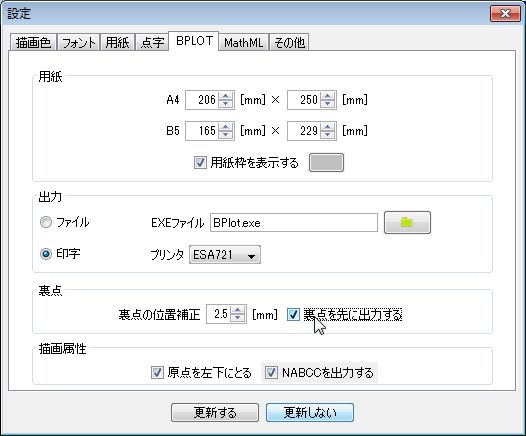 設定
描画色 フォント 用紙 点字 BPLOT MathML その他
用紙
A4 206 [mm] × 250 [mm]
B5 165 [mm] × 229 [mm]
用紙枠を表示する
出力
ファイル EXEファイル BPlot.exe
印字 プリンタ ESA721
裏点
裏点の位置補正 2.5 [mm] 裏点を先に出力する
描画属性
原点を左下にとる NABCCを出力する
更新する 更新しない